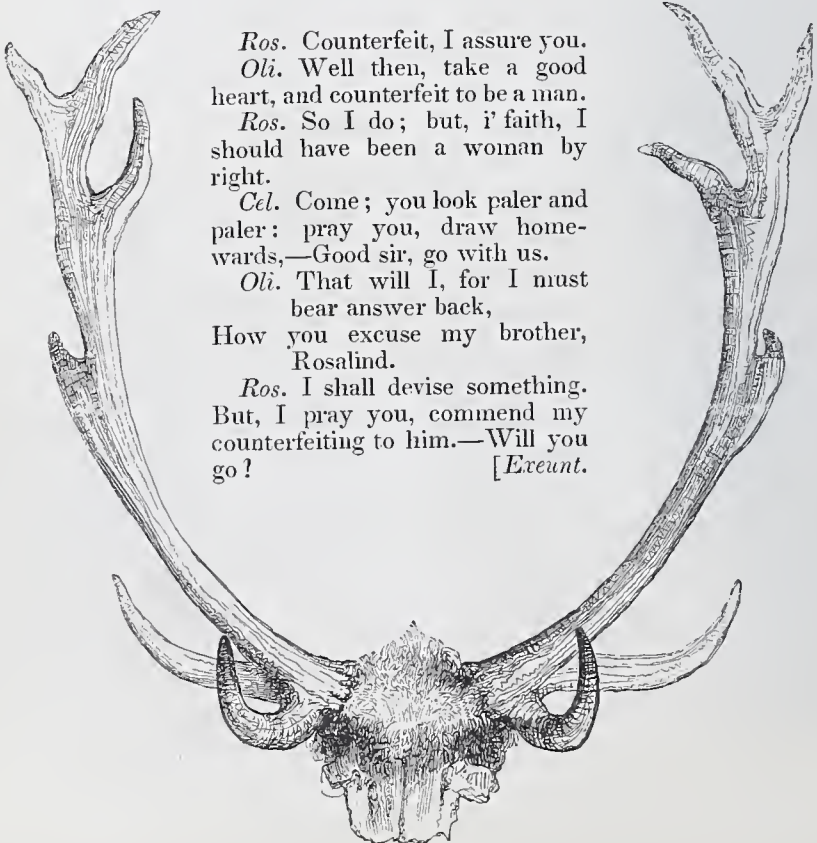 Ros. Counterfeit, I assure you.
Oli. Well then, take a good
heart, and counterfeit to be a man.
Ros. So I do; but, i' faith, I
should have been a woman by
right.
Cel. Come; you look paler and
paler: pray you, draw home-
wards,—Good sir, go with us.
Oli. That will I, for I must
bear answer back,
How you excuse my brother,
Rosalind.
Ros. I shall devise something.
But, I pray you, commend my
counterfeiting to him.—Will you
go? [Exeunt.